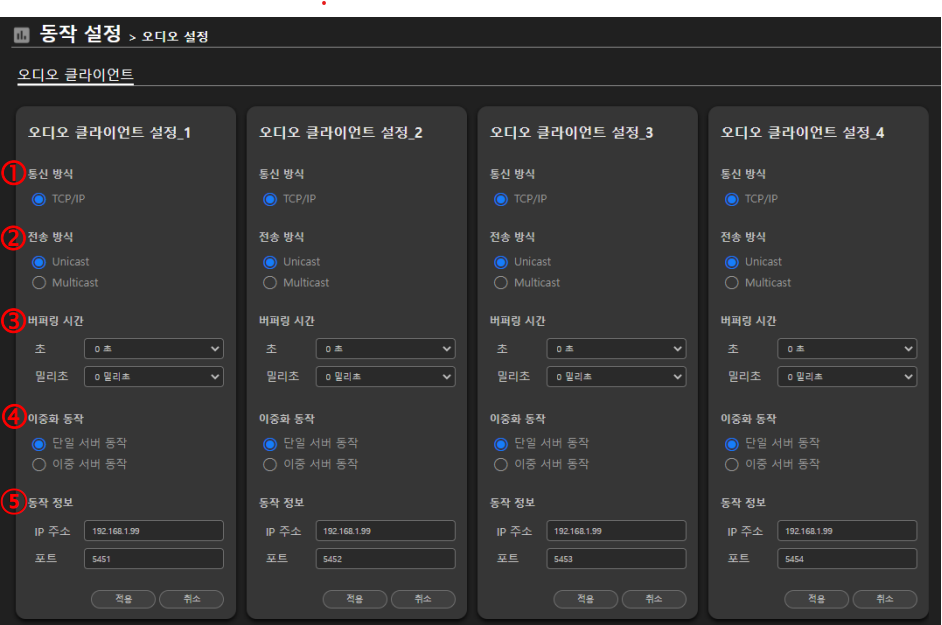 동작 설정 > 오디오 설정
오디오 클라이언트
오디오 클라이언트 설정_1
① 통신 방식
TCP/IP
② 전송 방식
Unicast
Multicast
③ 버퍼링 시간
초 0 초
밀리초 0 밀리초
④ 이중화 동작
단일 서버 동작
이중 서버 동작
⑤ 동작 정보
IP 주소 192.168.1.99
포트 5451
적용 취소
오디오 클라이언트 설정_2
통신 방식
TCP/IP
전송 방식
Unicast
Multicast
버퍼링 시간
초 0 초
밀리초 0 밀리초
이중화 동작
단일 서버 동작
이중 서버 동작
동작 정보
IP 주소 192.168.1.99
포트 5452
적용 취소
오디오 클라이언트 설정_3
통신 방식
TCP/IP
전송 방식
Unicast
Multicast
버퍼링 시간
초 0 초
밀리초 0 밀리초
이중화 동작
단일 서버 동작
이중 서버 동작
동작 정보
IP 주소 192.168.1.99
포트 5453
적용 취소
오디오 클라이언트 설정_4
통신 방식
TCP/IP
전송 방식
Unicast
Multicast
버퍼링 시간
초 0 초
밀리초 0 밀리초
이중화 동작
단일 서버 동작
이중 서버 동작
동작 정보
IP 주소 192.168.1.99
포트 5454
적용 취소